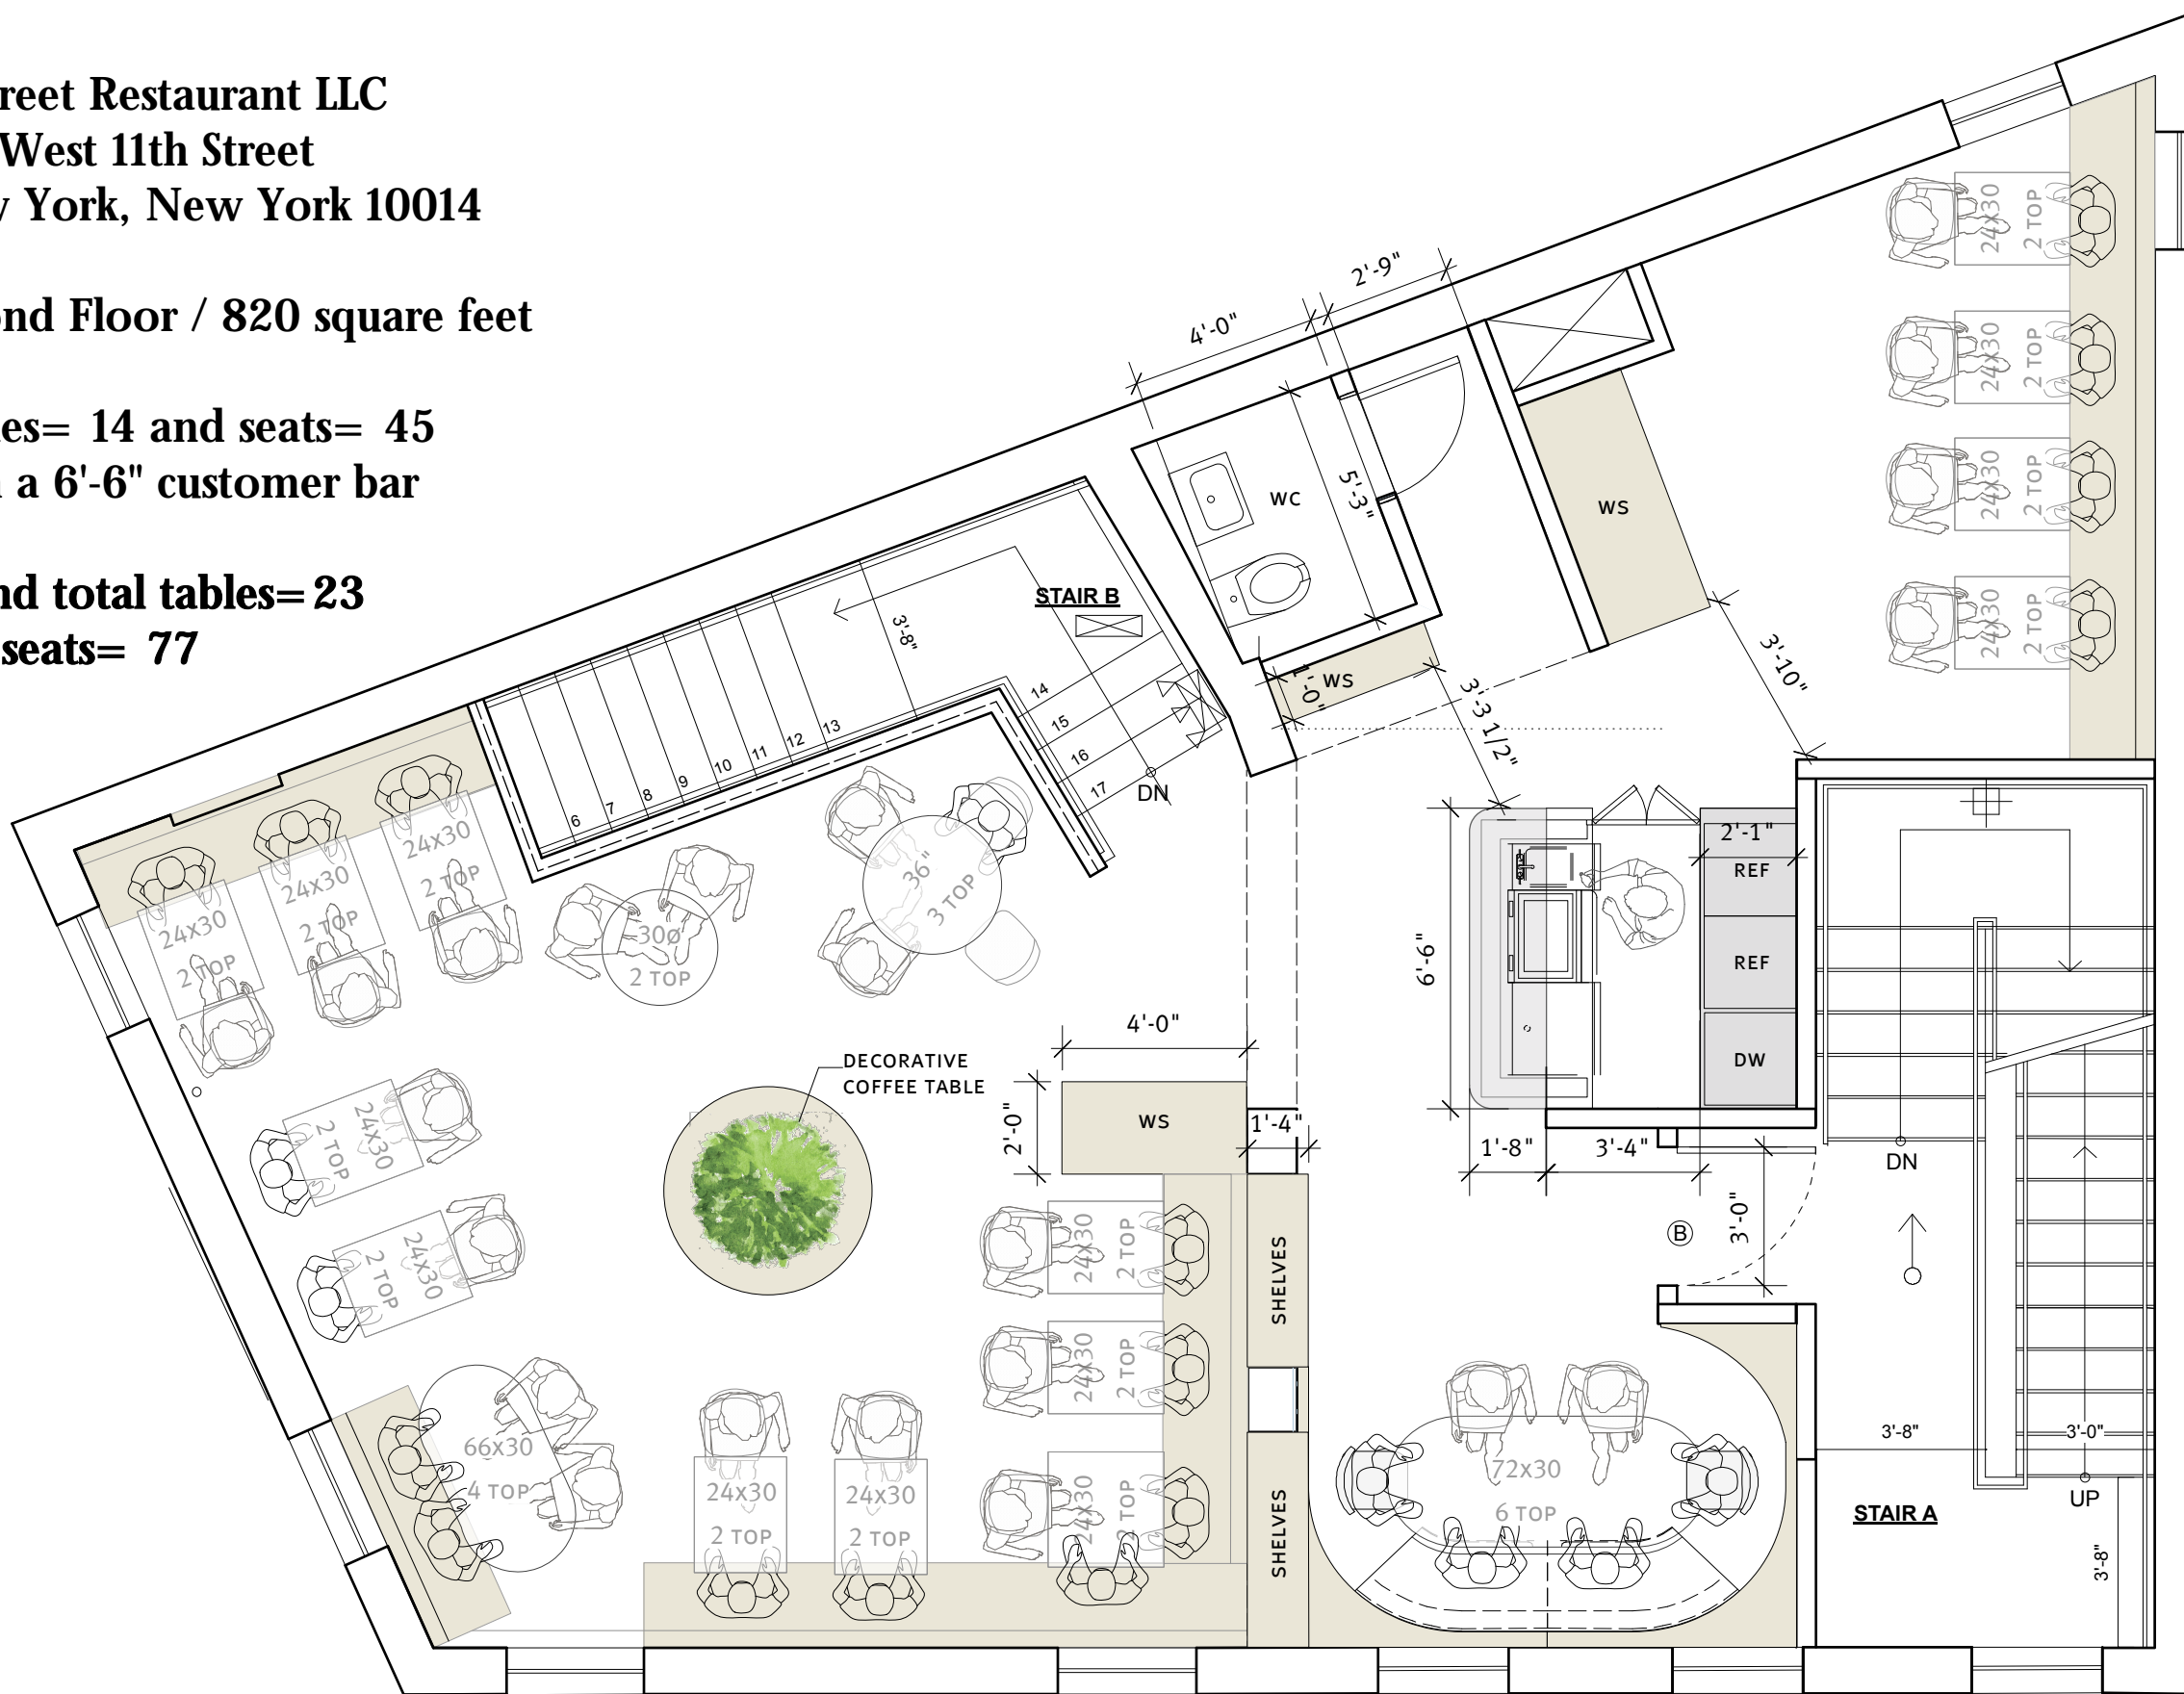 reet Restaurant LLC
West 11th Street
York, New York 10014
nd Floor / 820 square feet
es= 14 and seats= 45
a 6'-6" customer bar
nd total tables= 23
seats= 77
2'-9"
4'-0"
WC
5'-3"
WS
STAIR B
3'-8"
1'-0"
WS
3'-3 1/2"
3'-10"
24x30
2 TOP
24x30
2 TOP
24x30
2 TOP
24x30
2 TOP
6
7
8
9
10
11
12
13
14
15
16
17
DN
24x30
2 TOP
24x30
2 TOP
24x30
2 TOP
30ø
2 TOP
36"
3 TOP
6'-6"
2'-1"
REF
REF
DW
4'-0"
DECORATIVE
COFFEE TABLE
2'-0"
WS
1'-4"
1'-8"
3'-4"
3'-0"
B
DN
24x30
2 TOP
24x30
2 TOP
24x30
2 TOP
24x30
2 TOP
24x30
2 TOP
SHELVES
SHELVES
66x30
4 TOP
24x30
2 TOP
24x30
2 TOP
72x30
6 TOP
3'-8"
3'-0"
UP
STAIR A
3'-8"